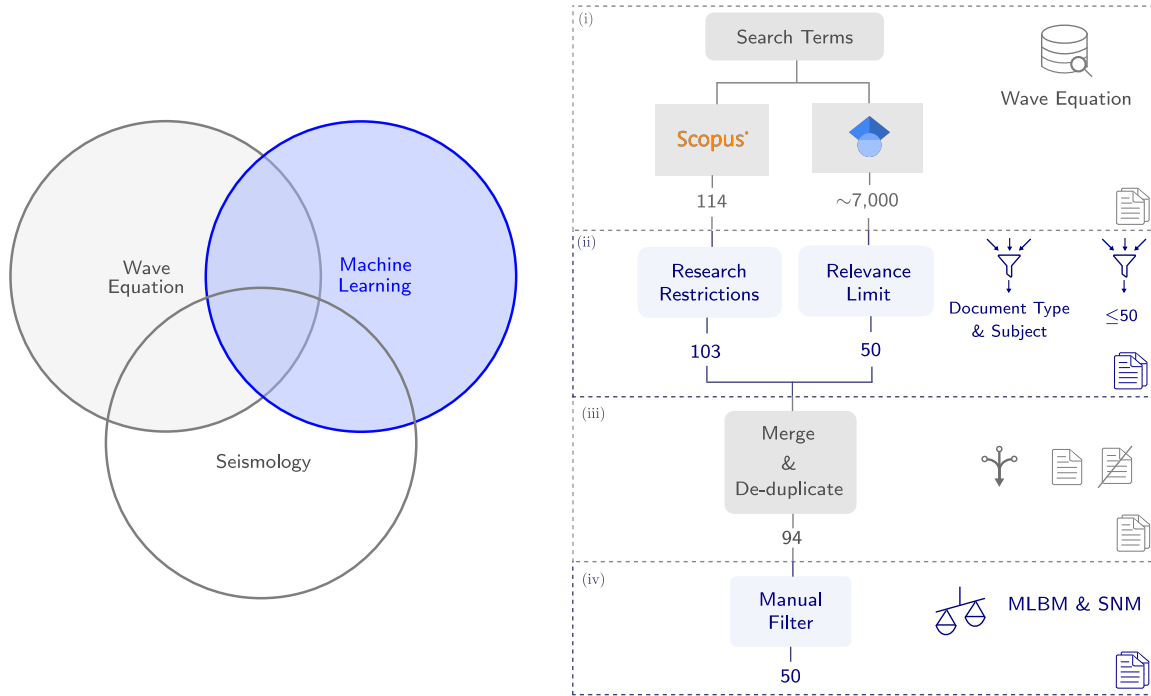 Wave
Equation
Machine
Learning
Seismology
(i)
Search Terms
Wave Equation
Scopus
114
~7,000
(ii)
Research
Restrictions
Relevance
Limit
Document Type
& Subject
≤50
103
50
(iii)
Merge
&
De-duplicate
94
(iv)
Manual
Filter
MLBM & SNM
50